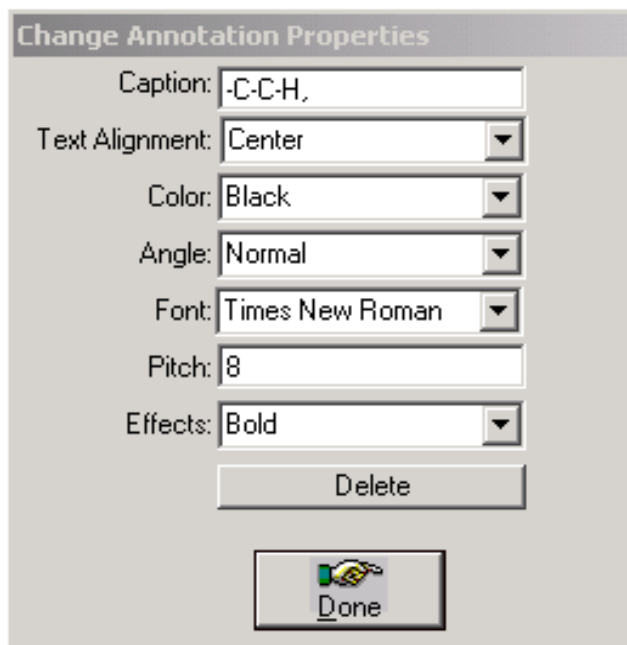 Change Annotation Properties
Caption: -C-C-H,
Text Alignment: Center
Color: Black
Angle: Normal
Font: Times New Roman
Pitch: 8
Effects: Bold
Delete
Done